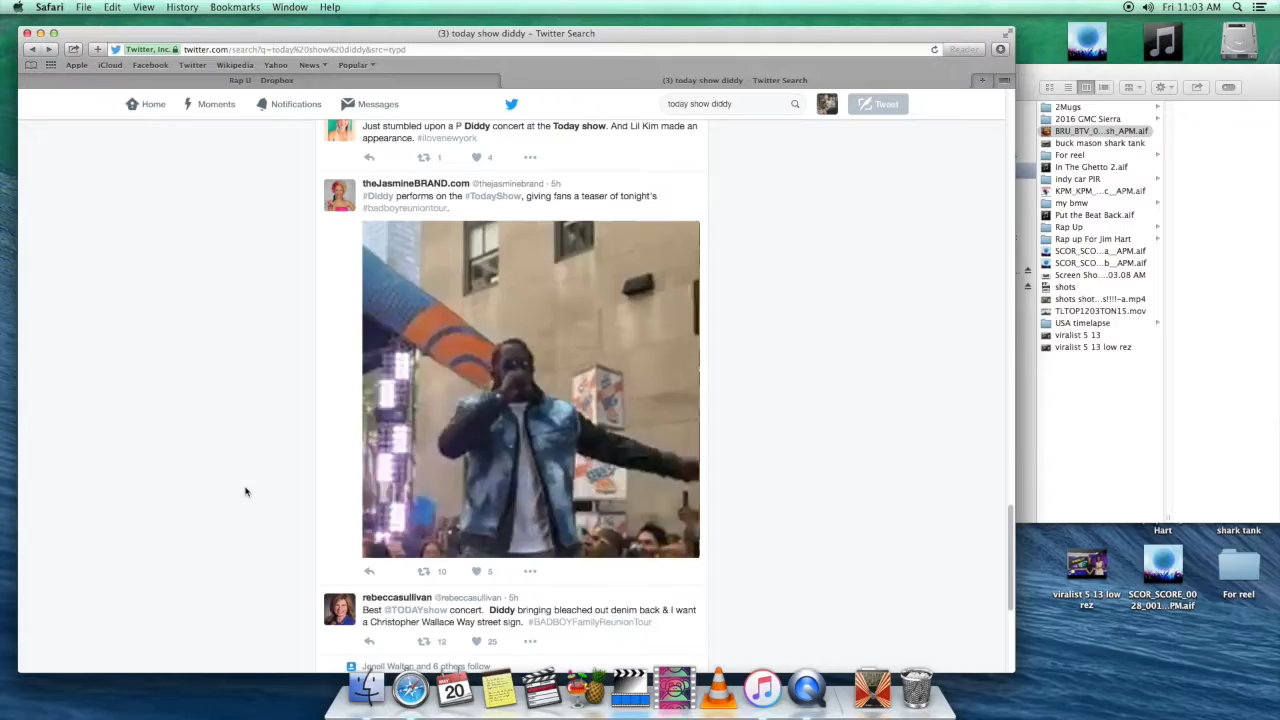 Safari File Edit View History Bookmarks Window Help Fri 11:03 AM
(3) today show diddy – Twitter Search
Twitter, Inc. twitter.com/search?q=today%20show%20diddy&src=typd Reader
Apple iCloud Facebook Twitter Wikipedia Yahoo News Popular
Rap U Dropbox (3) today show diddy Twitter Search
Home Moments Notifications Messages today show diddy Tweet
Just stumbled upon a P Diddy concert at the Today show. And Lil Kim made an
appearance. #ilovenewyork
1 4
theJasmineBRAND.com @thejasminebrand · 5h
#Diddy performs on the #TodayShow, giving fans a teaser of tonight's
#badboyreuniontour.
10 5
rebeccasullivan @rebeccasullivan · 5h
Best @TODAYshow concert. Diddy bringing bleached out denim back & I want
a Christopher Wallace Way street sign. #BADBOYFamilyReunionTour
12 25
Jenell Walton and 6 others follow
2Mugs
2016 GMC Sierra
BRU_BTV_0...sh_APM.aif
buck mason shark tank
For reel
In The Ghetto 2.aif
indy car PIR
KPM_KPM_...c__APM.aif
my bmw
Put the Beat Back.aif
Rap Up
Rap up For Jim Hart
SCOR_SCO...a__APM.aif
SCOR_SCO...b__APM.aif
Screen Sho....03.08 AM
shots
shots shot...s!!!!-a.mp4
TLTOP1203TON15.mov
USA timelapse
viralist 5 13
viralist 5 13 low rez
Hart shark tank
viralist 5 13 low
rez
SCOR_SCORE_00
28_001...PM.aif
For reel
MAY
20